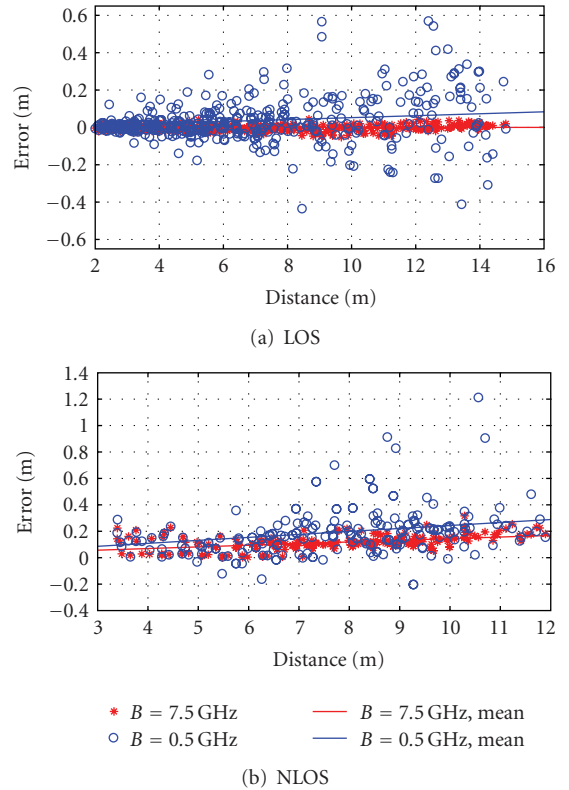 0.6
0.4
0.2
0
−0.2
−0.4
−0.6
Error (m)
2 4 6 8 10 12 14 16
Distance (m)
(a) LOS
1.4
1.2
1
0.8
0.6
0.4
0.2
0
−0.2
−0.4
Error (m)
3 4 5 6 7 8 9 10 11 12
Distance (m)
B = 7.5 GHz B = 7.5 GHz, mean
B = 0.5 GHz B = 0.5 GHz, mean
(b) NLOS